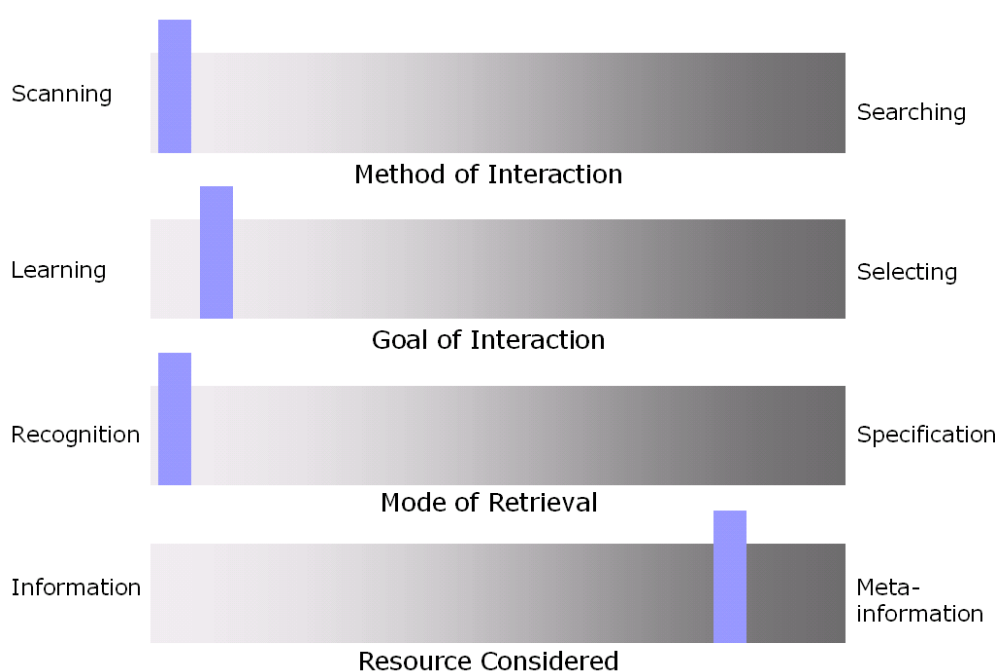 Scanning
Searching
Method of Interaction
Learning
Selecting
Goal of Interaction
Recognition
Specification
Mode of Retrieval
Information
Meta-
information
Resource Considered